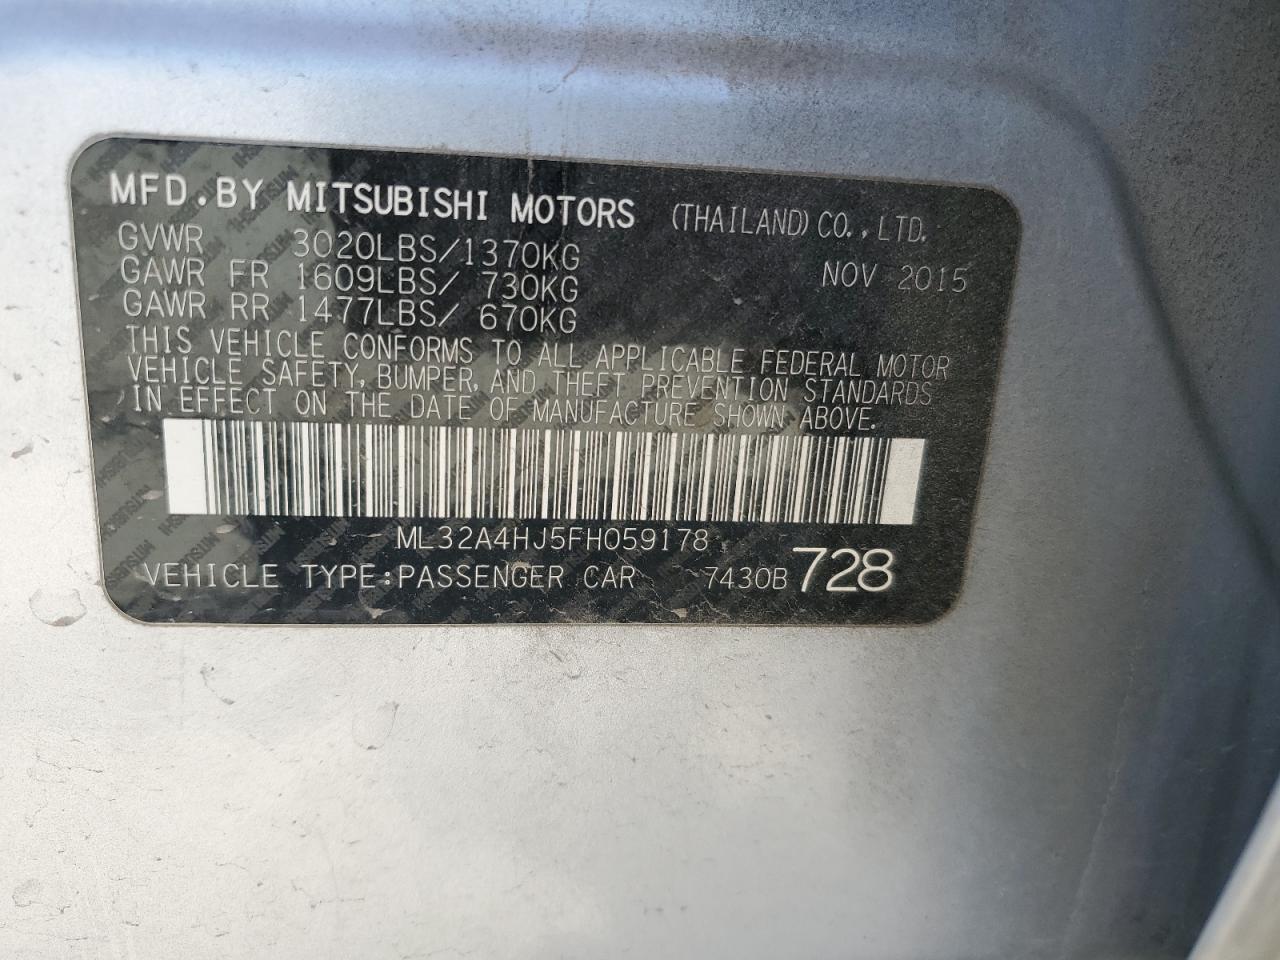 MFD.BY MITSUBISHI MOTORS (THAILAND) CO.,LTD.
GVWR 3020LBS/1370KG NOV 2015
GAWR FR 1609LBS/ 730KG
GAWR RR 1477LBS/ 670KG
THIS VEHICLE CONFORMS TO ALL APPLICABLE FEDERAL MOTOR
VEHICLE SAFETY, BUMPER, AND THEFT PREVENTION STANDARDS
IN EFFECT ON THE DATE OF MANUFACTURE SHOWN ABOVE.
ML32A4HJ5FH059178
VEHICLE TYPE:PASSENGER CAR 7430B 728